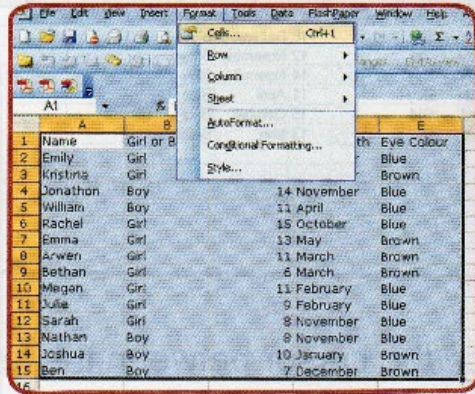 File Edit View Insert Format Tools Data FlashPaper Window Help
Cells... Ctrl+1
Row
Column
Sheet
AutoFormat...
Conditional Formatting...
Style...
A1
A B E
1 Name Girl or B th Eye Colour
2 Emily Girl Blue
3 Kristina Girl Brown
4 Jonathon Boy 14 November Blue
5 William Boy 11 April Blue
6 Rachel Girl 15 October Blue
7 Emma Girl 13 May Brown
8 Arwen Girl 11 March Brown
9 Bethan Girl 6 March Brown
10 Megan Girl 11 February Blue
11 Julie Girl 9 February Blue
12 Sarah Girl 8 November Blue
13 Nathan Boy 8 November Blue
14 Joshua Boy 10 January Brown
15 Ben Boy 7 December Brown
16